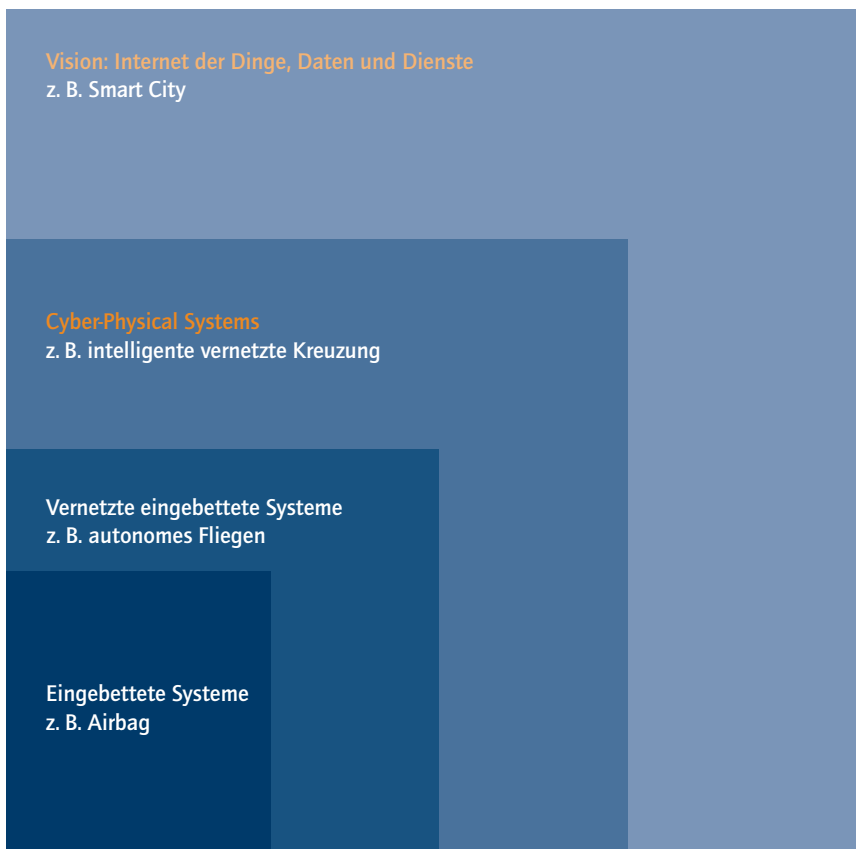 Vision: Internet der Dinge, Daten und Dienste
z. B. Smart City
Cyber-Physical Systems
z. B. intelligente vernetzte Kreuzung
Vernetzte eingebettete Systeme
z. B. autonomes Fliegen
Eingebettete Systeme
z. B. Airbag